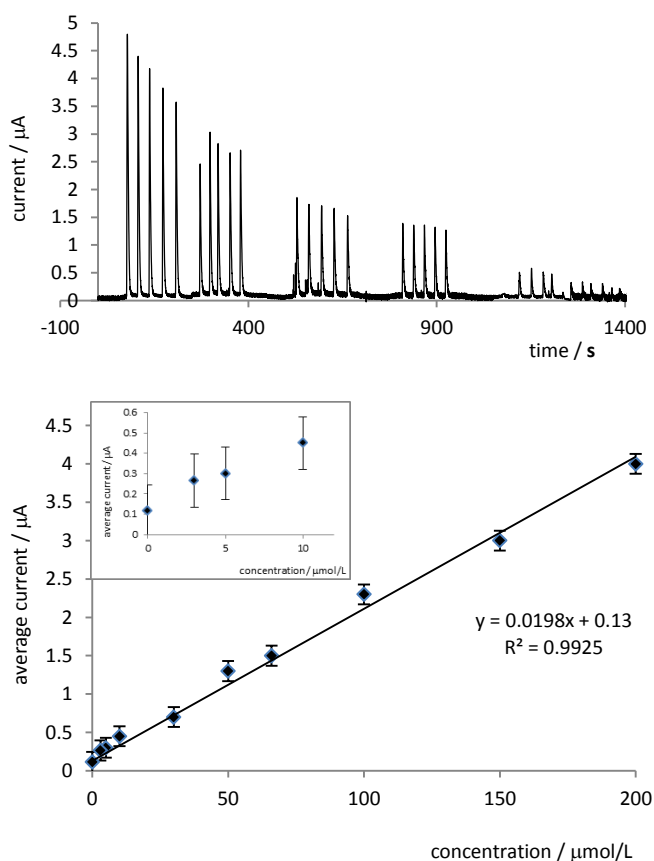 5
4.5
4
3.5
3
2.5
2
1.5
1
0.5
0
current / µA
-100 400 900 1400
time / s
0.6
0.5
0.4
0.3
0.2
0.1
0
average current / µA
0 5 10
concentration / µmol/L
4.5
4
3.5
3
2.5
2
1.5
1
0.5
0
average current / µA
y = 0.0198x + 0.13
R² = 0.9925
0 50 100 150 200
concentration / µmol/L